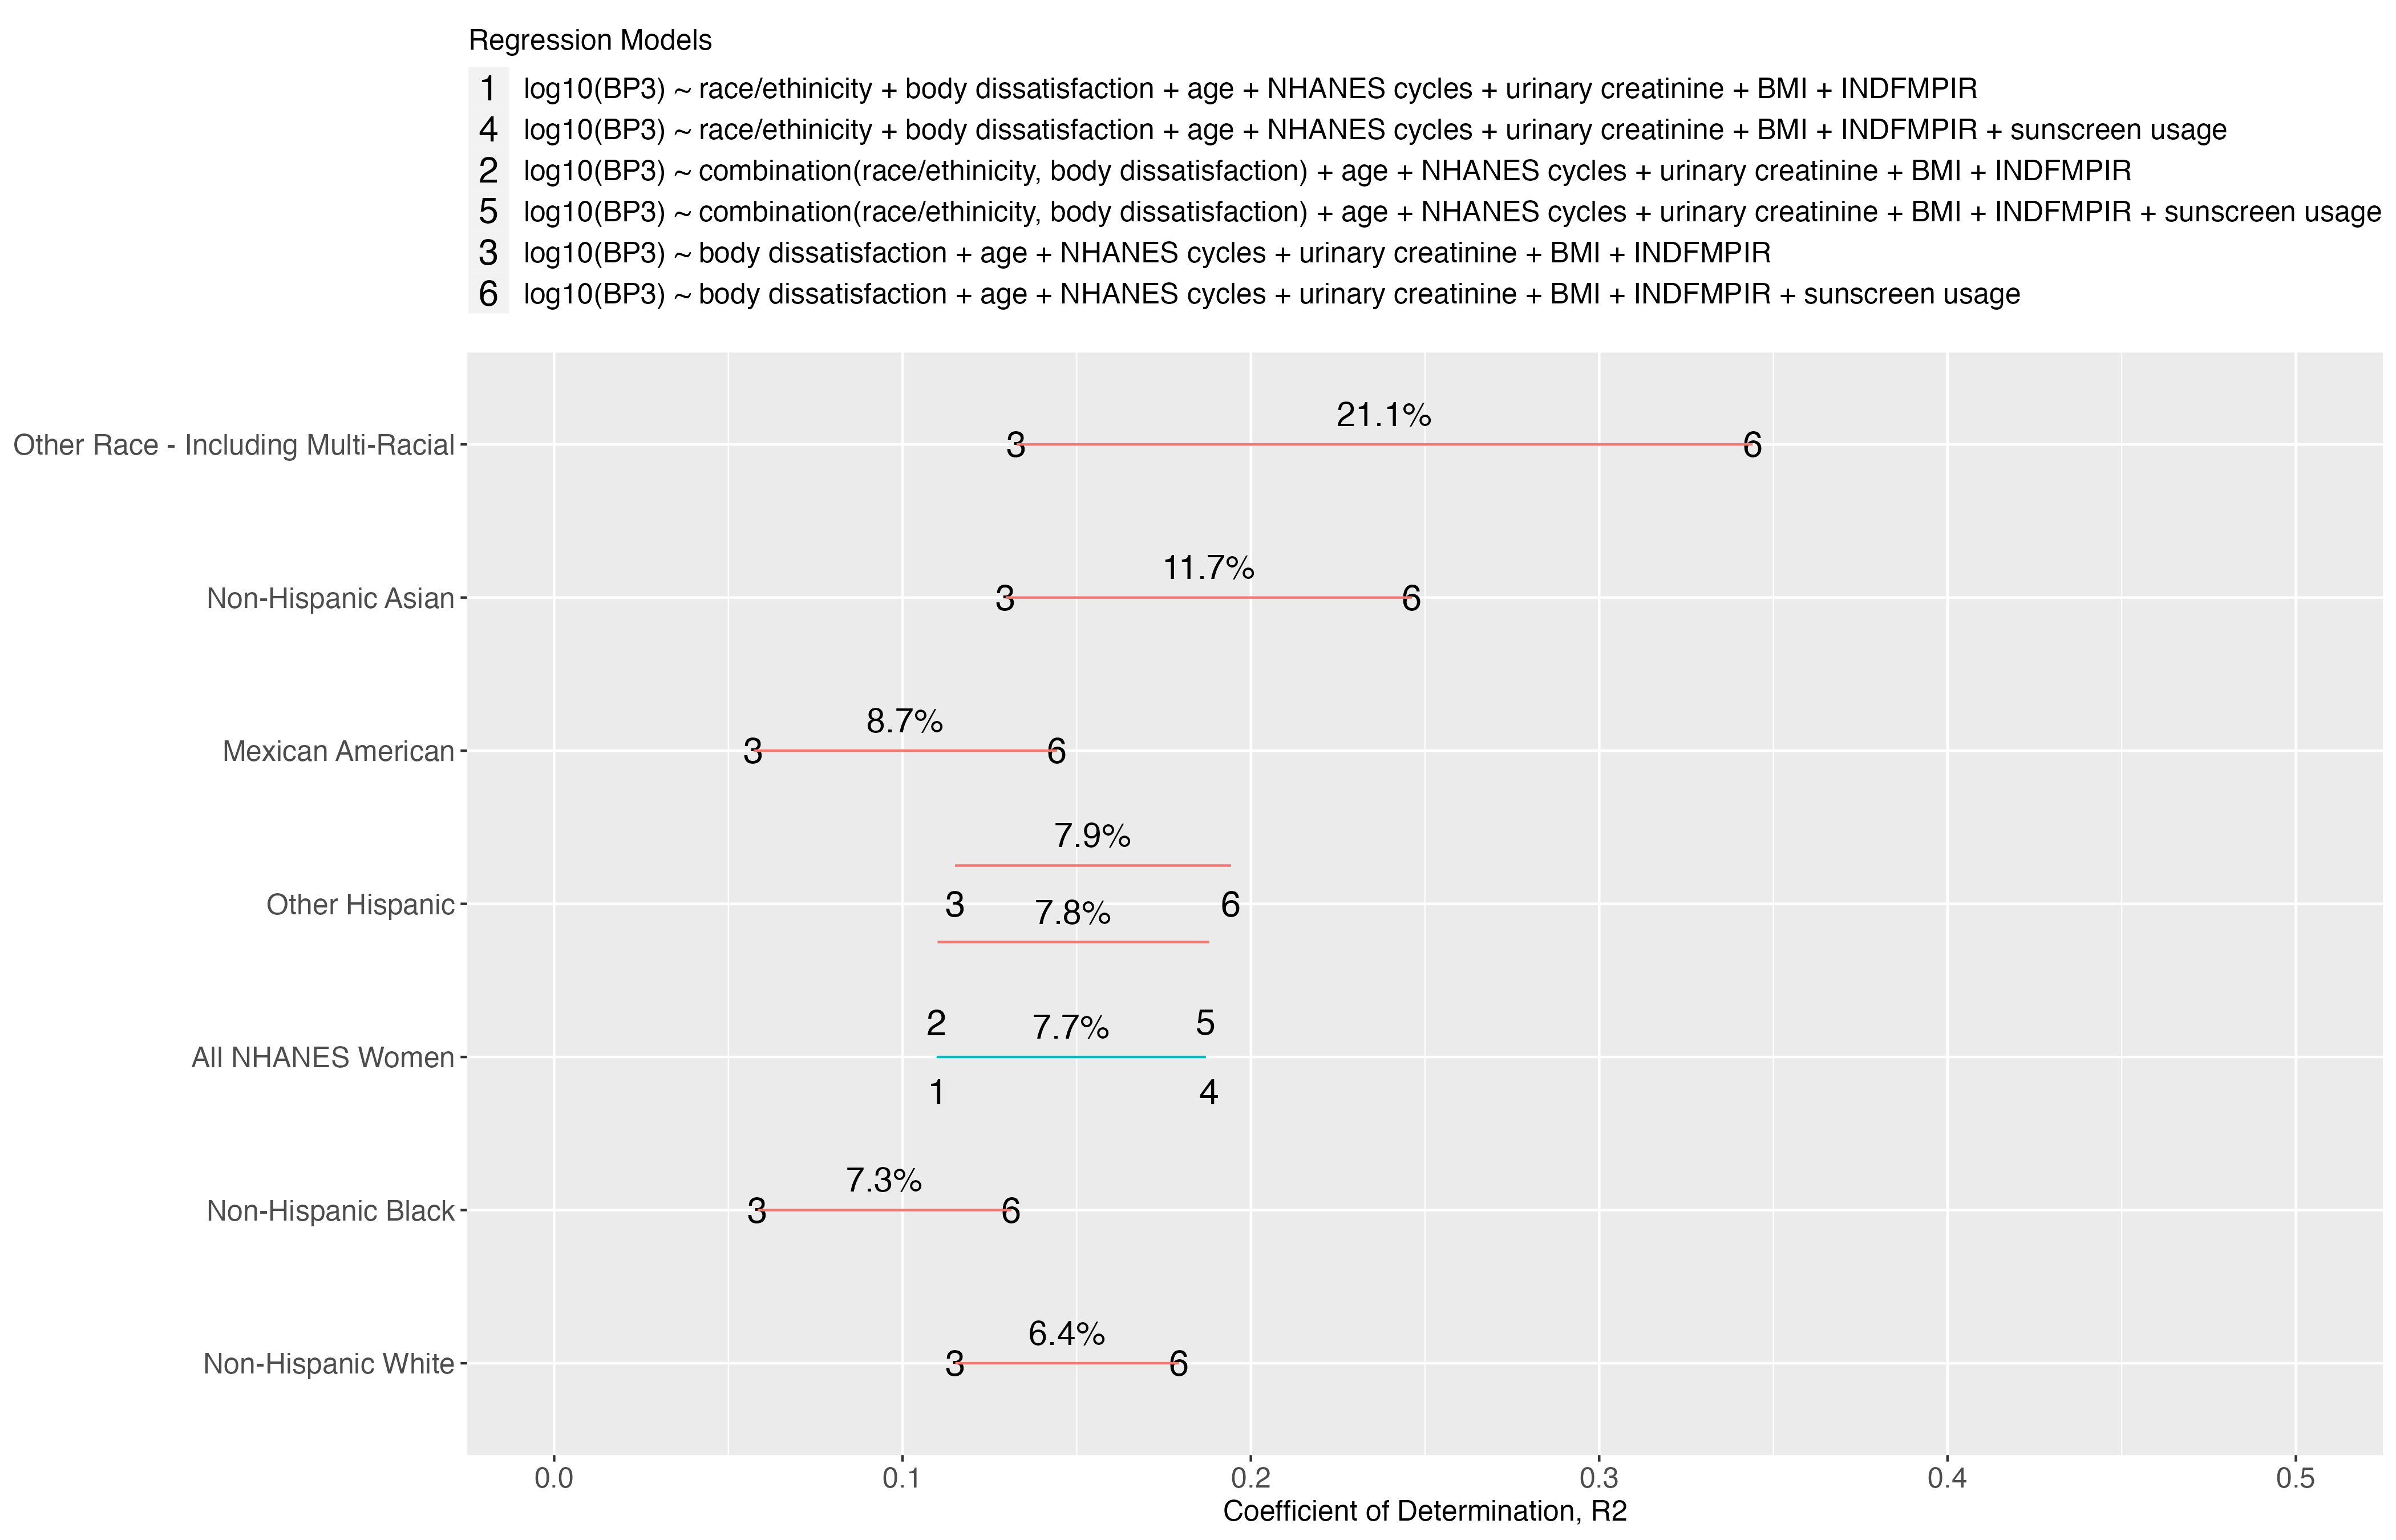 Regression Models
1 log10(BP3) ~ race/ethinicity + body dissatisfaction + age + NHANES cycles + urinary creatinine + BMI + INDFMPIR
4 log10(BP3) ~ race/ethinicity + body dissatisfaction + age + NHANES cycles + urinary creatinine + BMI + INDFMPIR + sunscreen usage
2 log10(BP3) ~ combination(race/ethinicity, body dissatisfaction) + age + NHANES cycles + urinary creatinine + BMI + INDFMPIR
5 log10(BP3) ~ combination(race/ethinicity, body dissatisfaction) + age + NHANES cycles + urinary creatinine + BMI + INDFMPIR + sunscreen usage
3 log10(BP3) ~ body dissatisfaction + age + NHANES cycles + urinary creatinine + BMI + INDFMPIR
6 log10(BP3) ~ body dissatisfaction + age + NHANES cycles + urinary creatinine + BMI + INDFMPIR + sunscreen usage
21.1%
Other Race - Including Multi-Racial 3 6
11.7%
Non-Hispanic Asian 3 6
8.7%
Mexican American 3 6
7.9%
Other Hispanic 3 7.8% 6
2 7.7% 5
All NHANES Women
1 4
7.3%
Non-Hispanic Black 3 6
6.4%
Non-Hispanic White 3 6
0.0 0.1 0.2 0.3 0.4 0.5
Coefficient of Determination, R2